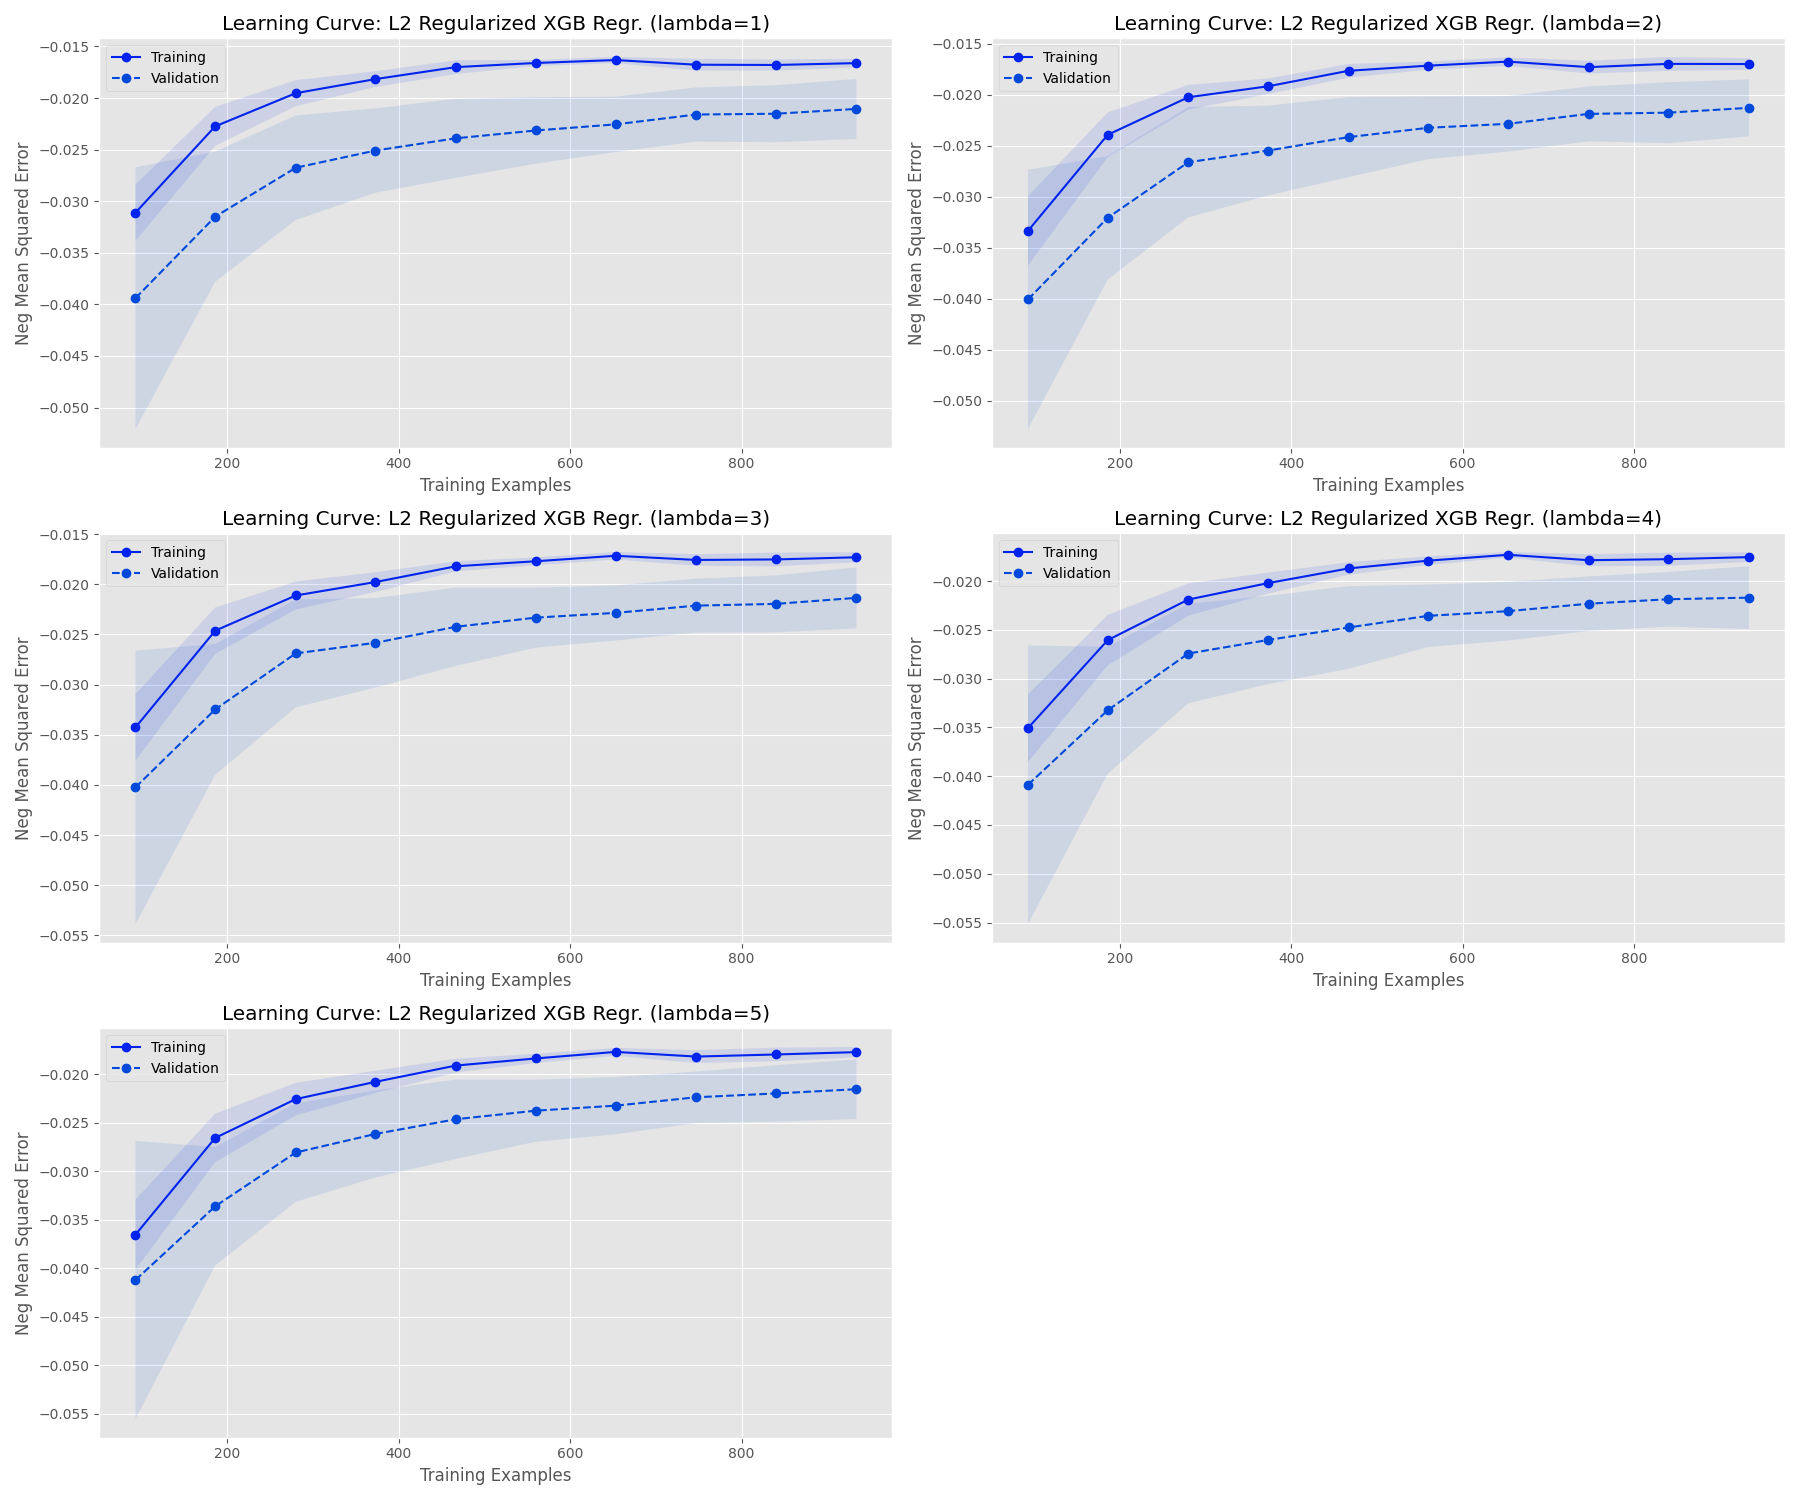 Learning Curve: L2 Regularized XGB Regr. (lambda=1)
Training
Validation
Neg Mean Squared Error
−0.015
−0.020
−0.025
−0.030
−0.035
−0.040
−0.045
−0.050
200 400 600 800
Training Examples
Learning Curve: L2 Regularized XGB Regr. (lambda=2)
Training
Validation
Neg Mean Squared Error
−0.015
−0.020
−0.025
−0.030
−0.035
−0.040
−0.045
−0.050
200 400 600 800
Training Examples
Learning Curve: L2 Regularized XGB Regr. (lambda=3)
Training
Validation
Neg Mean Squared Error
−0.015
−0.020
−0.025
−0.030
−0.035
−0.040
−0.045
−0.050
−0.055
200 400 600 800
Training Examples
Learning Curve: L2 Regularized XGB Regr. (lambda=4)
Training
Validation
Neg Mean Squared Error
−0.020
−0.025
−0.030
−0.035
−0.040
−0.045
−0.050
−0.055
200 400 600 800
Training Examples
Learning Curve: L2 Regularized XGB Regr. (lambda=5)
Training
Validation
Neg Mean Squared Error
−0.020
−0.025
−0.030
−0.035
−0.040
−0.045
−0.050
−0.055
200 400 600 800
Training Examples